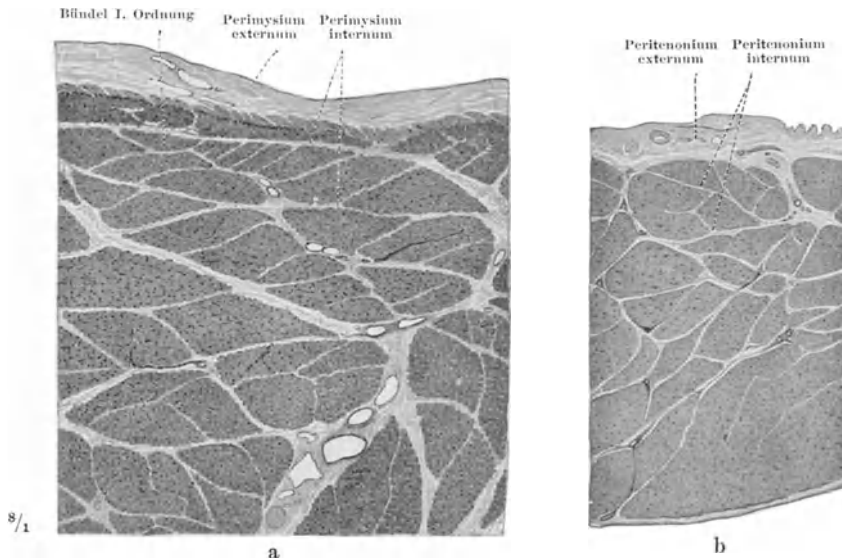 Bündel I. Ordnung
Perimysium
externum
Perimysium
internum
Peritenonium
externum
Peritenonium
internum
8/1
a
b